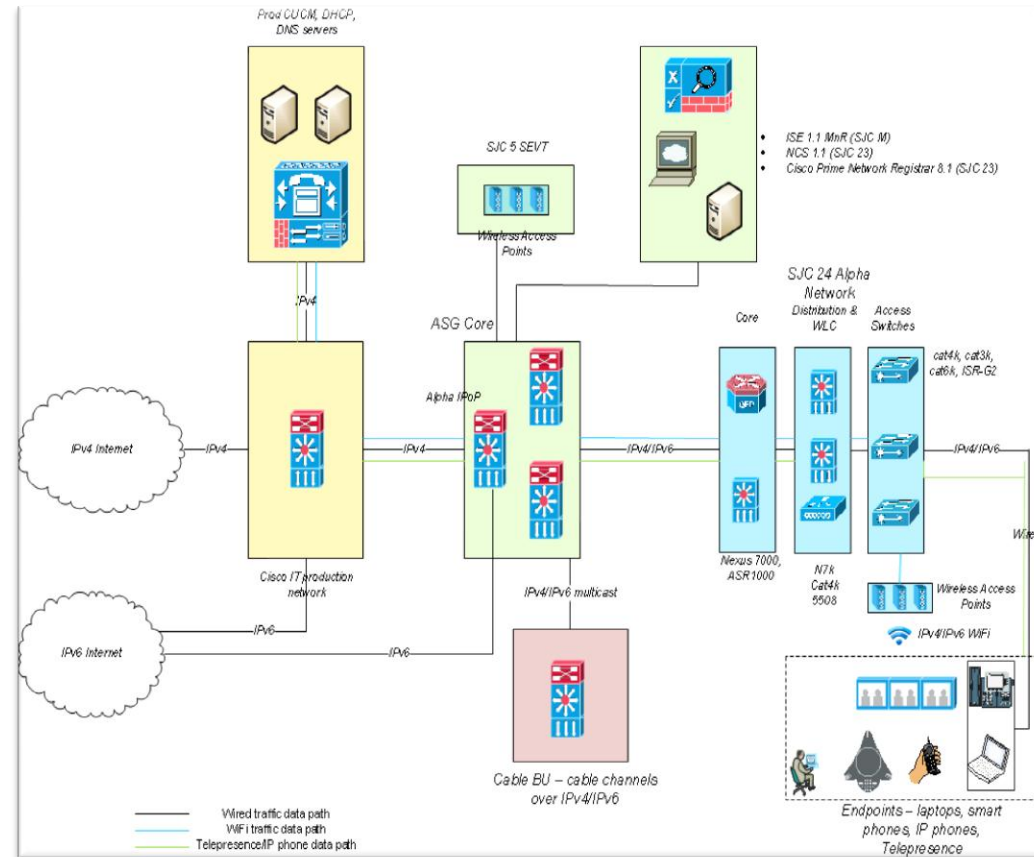 Prod CUCM, DHCP,
DNS servers
IPv4
SJC 5 SEVT
Wireless Access
Points
• ISE 1.1 MnR (SJC M)
• NCS 1.1 (SJC 23)
• Cisco Prime Network Registrar 8.1 (SJC 23)
ASG Core
Alpha IPoP
SJC 24 Alpha
Network
Core
Distribution &
WLC
Access
Switches
cat4k, cat3k,
cat6k, ISR-G2
IPv4 Internet
IPv4
IPv4
IPv4/IPv6
IPv4/IPv6
Cisco IT production
network
Nexus 7000,
ASR1000
N7k
Cat4k
5508
Wireless Access
Points
IPv4/IPv6 WiFi
IPv4/IPv6 multicast
IPv6
IPv6 Internet
IPv6
Cable BU – cable channels
over IPv4/IPv6
Endpoints – laptops, smart
phones, IP phones,
Telepresence
Wired traffic data path
WiFi traffic data path
Telepresence/IP phone data path